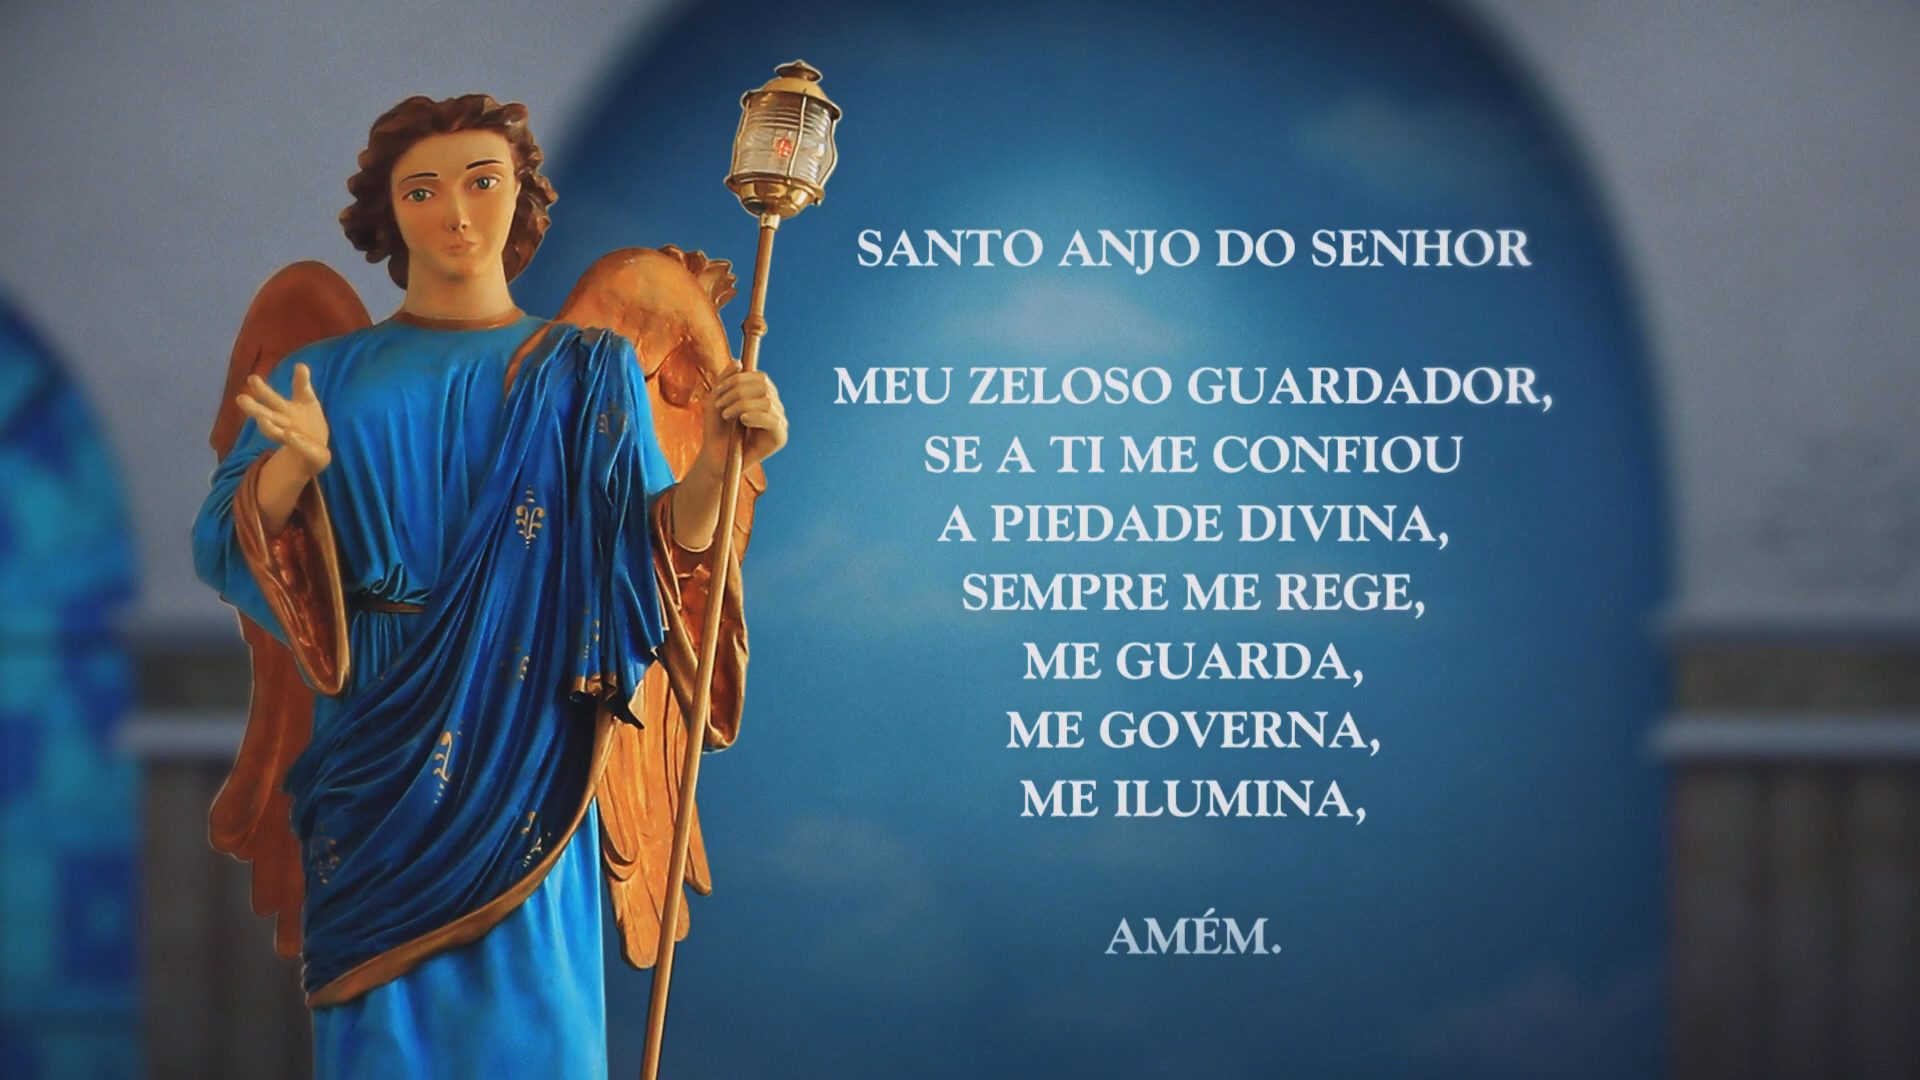 SANTO ANJO DO SENHOR
MEU ZELOSO GUARDADOR,
SE A TI ME CONFIOU
A PIEDADE DIVINA,
SEMPRE ME REGE,
ME GUARDA,
ME GOVERNA,
ME ILUMINA,
AMÉM.